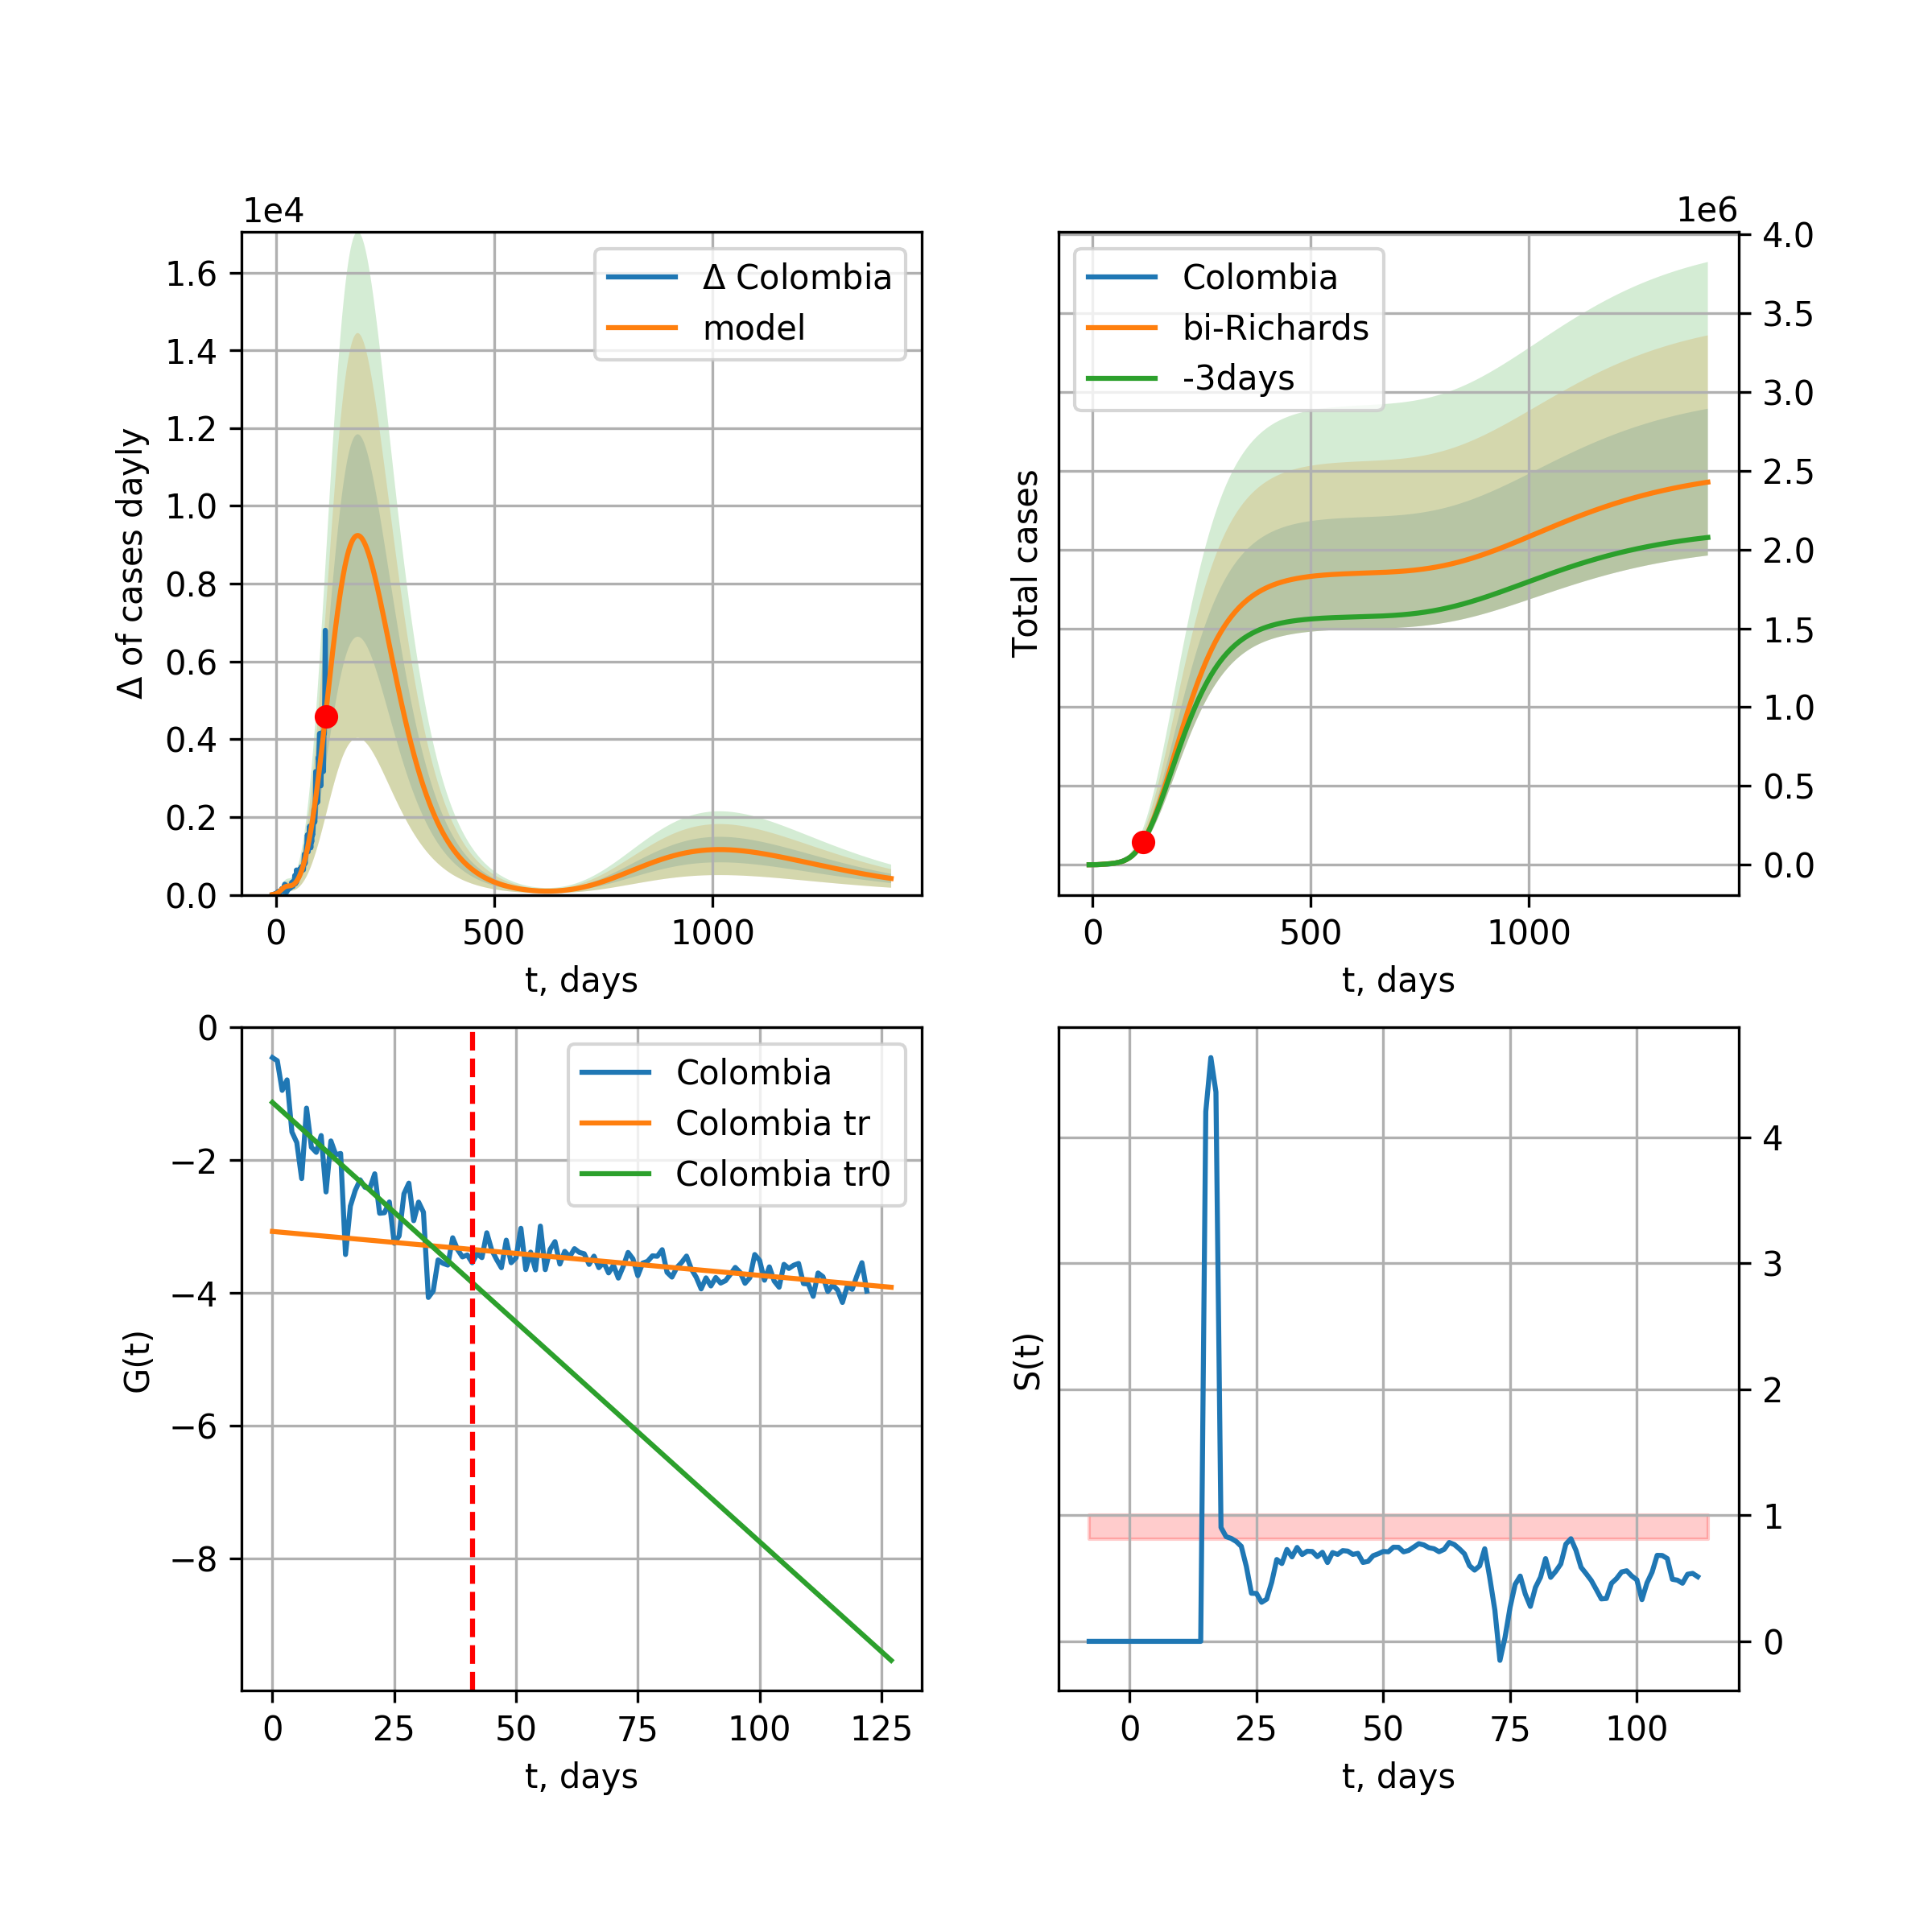 1e4
Δ of cases dayly
1.6
1.4
1.2
1.0
0.8
0.6
0.4
0.2
0.0
Δ Colombia
model
0 500 1000
t, days
1e6
Total cases
Colombia
bi-Richards
-3days
4.0
3.5
3.0
2.5
2.0
1.5
1.0
0.5
0.0
0 500 1000
t, days
G(t)
0
−2
−4
−6
−8
Colombia
Colombia tr
Colombia tr0
0 25 50 75 100 125
t, days
S(t)
4
3
2
1
0
0 25 50 75 100
t, days